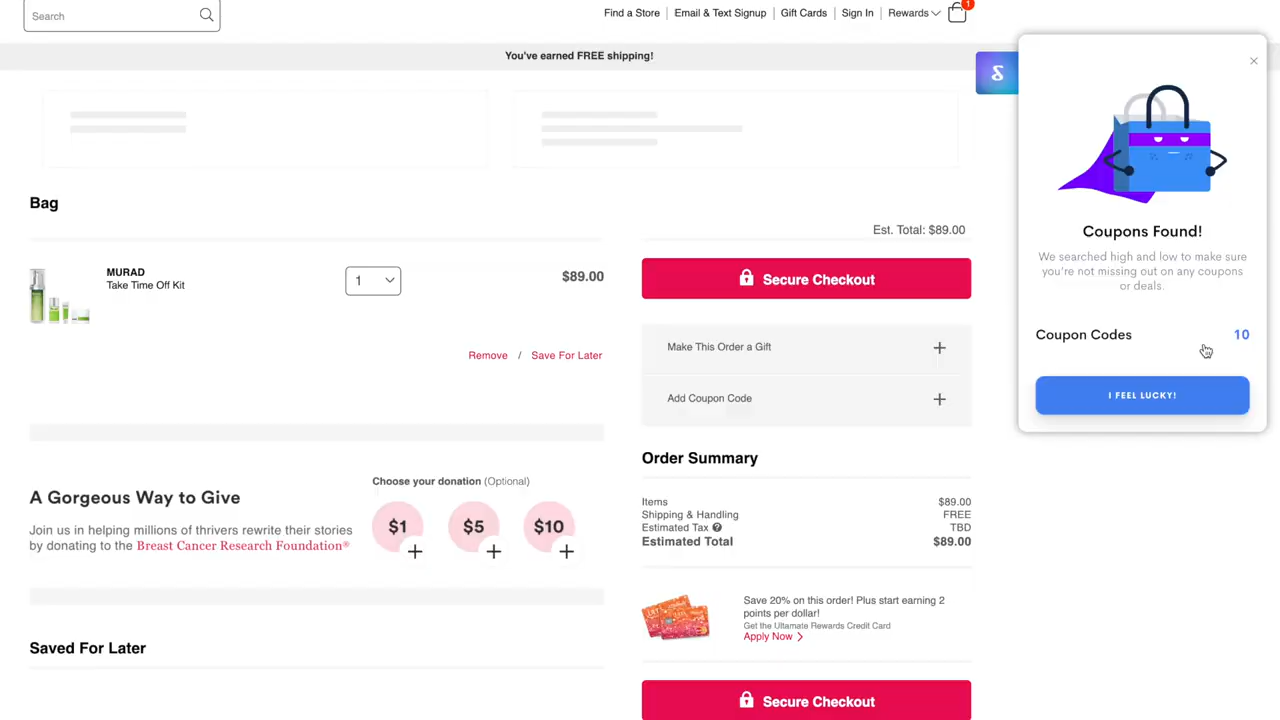 Search
Find a Store
Email & Text Signup
Gift Cards
Sign In
Rewards
1
You've earned FREE shipping!
Bag
MURAD
Take Time Off Kit
1
$89.00
Remove / Save For Later
Est. Total: $89.00
Secure Checkout
Make This Order a Gift
Add Coupon Code
A Gorgeous Way to Give
Join us in helping millions of thrivers rewrite their stories
by donating to the Breast Cancer Research Foundation®
Choose your donation (Optional)
$1
$5
$10
Saved For Later
Order Summary
Items $89.00
Shipping & Handling FREE
Estimated Tax ? TBD
Estimated Total $89.00
Save 20% on this order! Plus start earning 2
points per dollar!
Get the Ultamate Rewards Credit Card
Apply Now
Secure Checkout
Coupons Found!
We searched high and low to make sure
you're not missing out on any coupons
or deals.
Coupon Codes 10
I FEEL LUCKY!